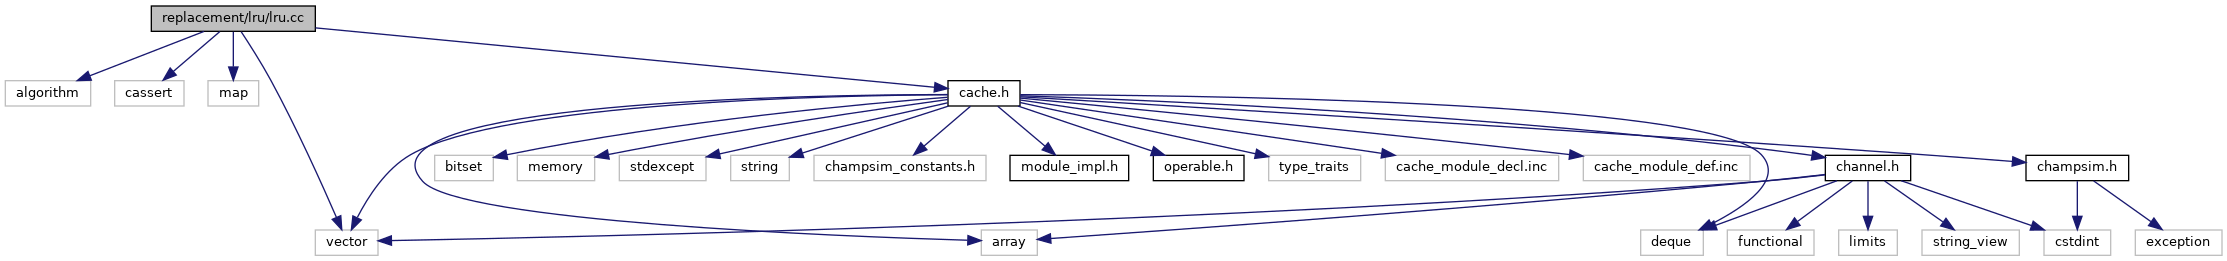 replacement/lru/lru.cc
algorithm
cassert
map
cache.h
bitset
memory
stdexcept
string
champsim_constants.h
module_impl.h
operable.h
type_traits
cache_module_decl.inc
cache_module_def.inc
channel.h
champsim.h
vector
array
deque
functional
limits
string_view
cstdint
exception